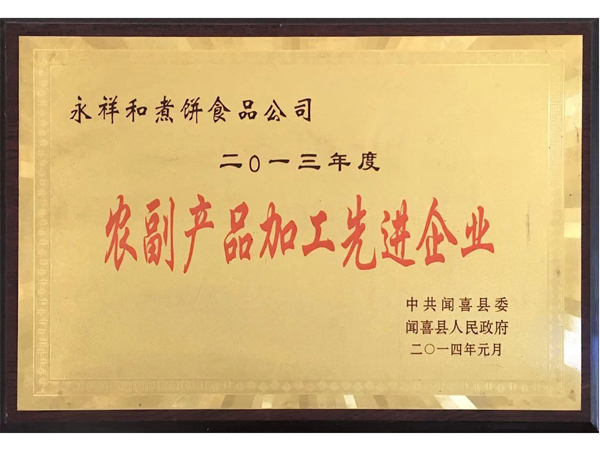 永祥和煮饼食品公司
二〇一三年度
农副产品加工先进企业
中共闻喜县委
闻喜县人民政府
二〇一四年元月